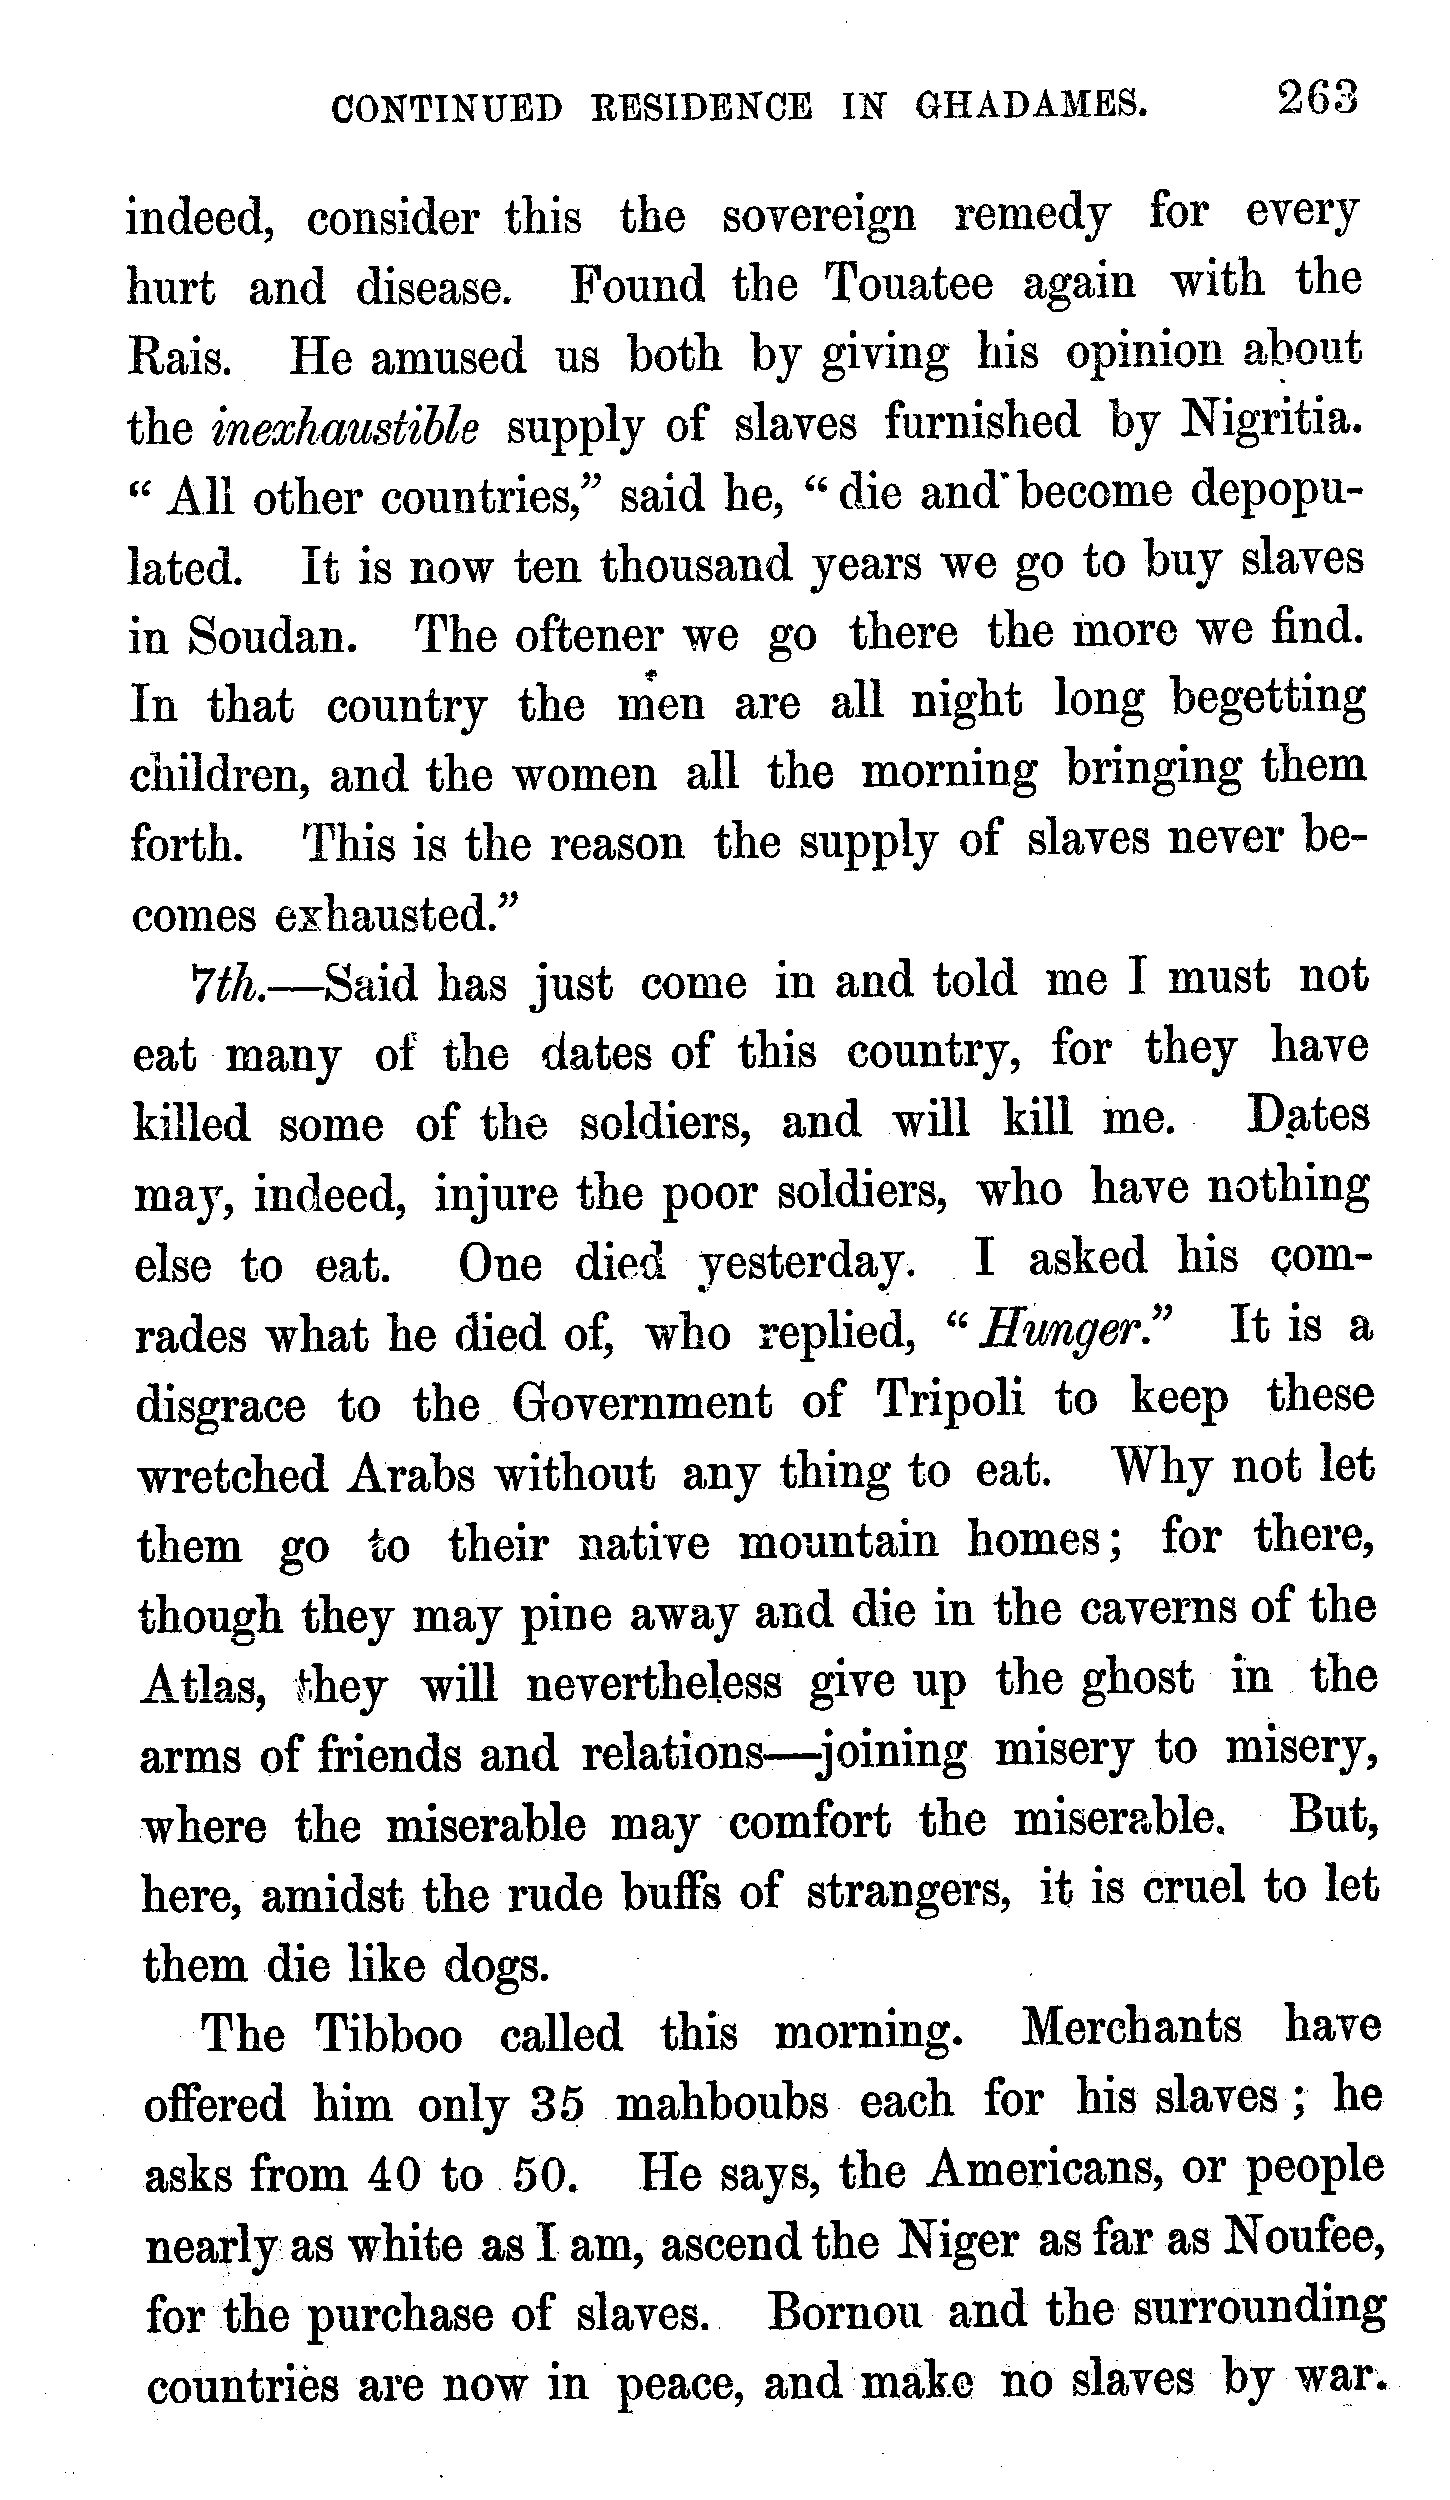 CONTINUED RESIDENCE IN GHADAMES. 263
indeed, consider this the sovereign remedy for every
hurt and disease. Found the Touatee again with the
Rais. He amused us both by giving his opinion about
the inexhaustible supply of slaves furnished by Nigritia.
“ All other countries,” said he, “ die and become depopu-
lated. It is now ten thousand years we go to buy slaves
in Soudan. The oftener we go there the more we find.
In that country the men are all night long begetting
children, and the women all the morning bringing them
forth. This is the reason the supply of slaves never be-
comes exhausted.”
7th.—Said has just come in and told me I must not
eat many of the dates of this country, for they have
killed some of the soldiers, and will kill me. Dates
may, indeed, injure the poor soldiers, who have nothing
else to eat. One died yesterday. I asked his com-
rades what he died of, who replied, “ Hunger.” It is a
disgrace to the Government of Tripoli to keep these
wretched Arabs without any thing to eat. Why not let
them go to their native mountain homes; for there,
though they may pine away and die in the caverns of the
Atlas, they will nevertheless give up the ghost in the
arms of friends and relations—joining misery to misery,
where the miserable may comfort the miserable. But,
here, amidst the rude buffs of strangers, it is cruel to let
them die like dogs.
The Tibboo called this morning. Merchants have
offered him only 35 mahboubs each for his slaves ; he
asks from 40 to 50. He says, the Americans, or people
nearly as white as I am, ascend the Niger as far as Noufee,
for the purchase of slaves. Bornou and the surrounding
countries are now in peace, and make no slaves by war.